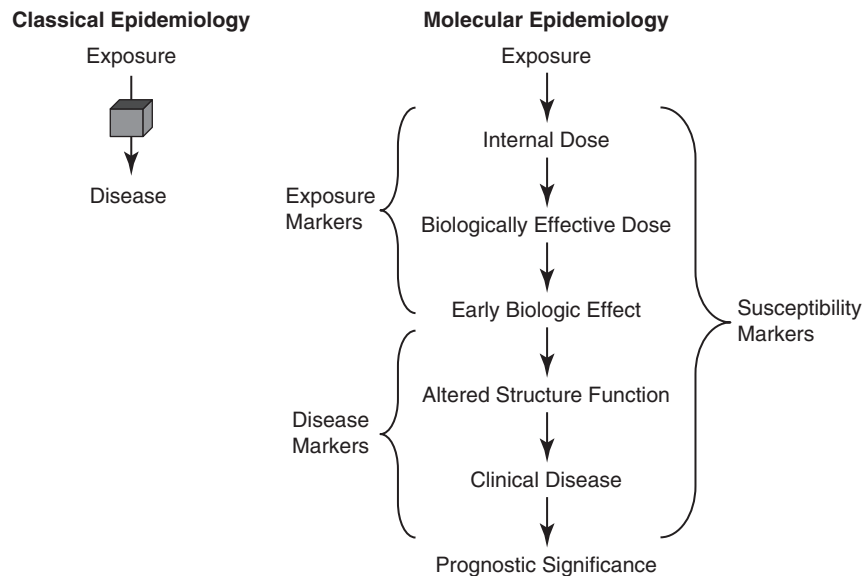 Classical Epidemiology
Exposure
Disease
Molecular Epidemiology
Exposure
Internal Dose
Biologically Effective Dose
Early Biologic Effect
Altered Structure Function
Clinical Disease
Prognostic Significance
Exposure
Markers
Disease
Markers
Susceptibility
Markers